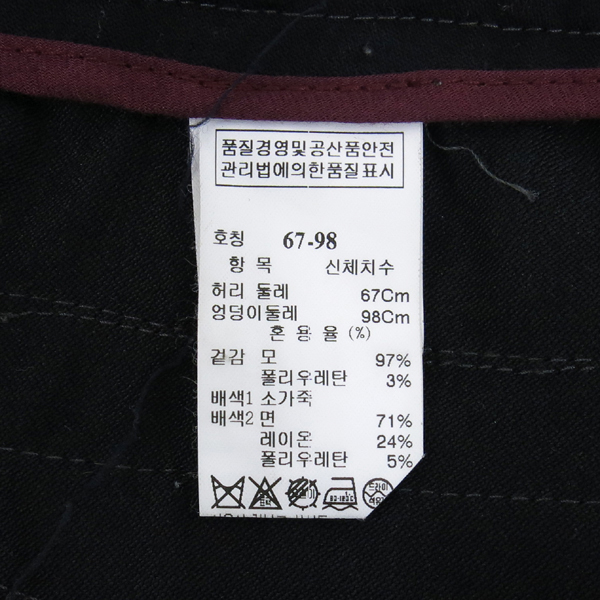 품질경영및공산품안전
관리법에의한품질표시
호칭 67-98
항 목 신체치수
허리 둘레 67Cm
엉덩이둘레 98Cm
혼 용 율 (%)
겉감 모 97%
폴리우레탄 3%
배색1 소가죽
배색2 면 71%
레이온 24%
폴리우레탄 5%
드라이